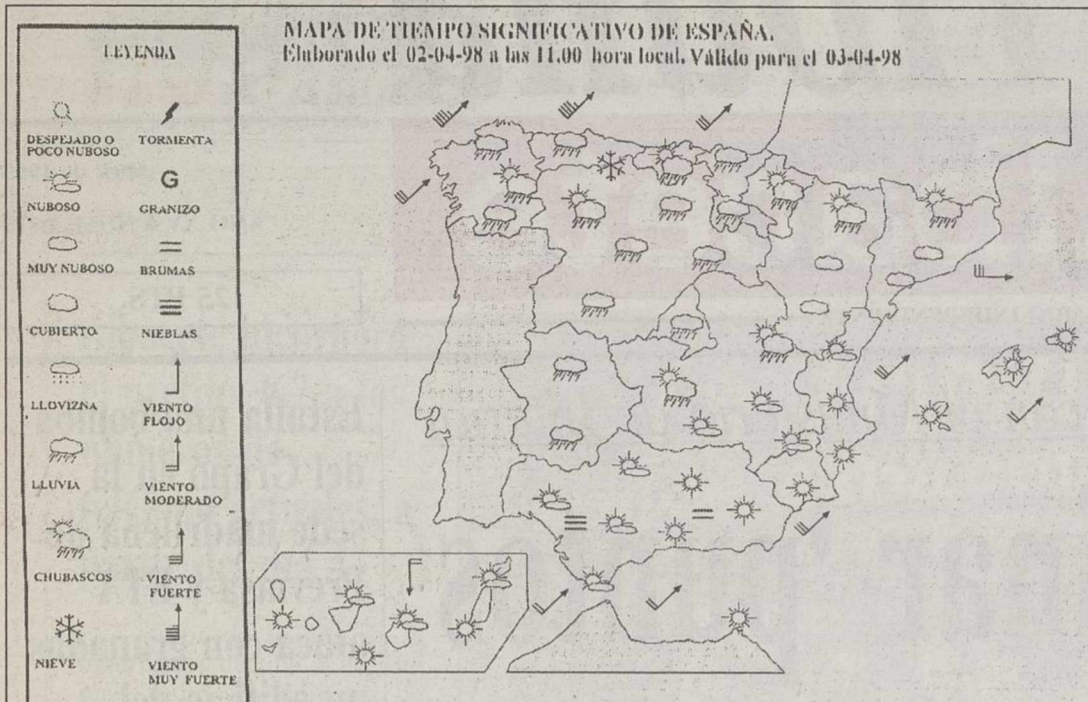 MAPA DE TIEMPO SIGNIFICATIVO DE ESPAÑA.
Elaborado el 02-04-98 a las 11.00 hora local. Válido para el 03-04-98
LEYENDA
DESPEJADO O
POCO NUBOSO
TORMENTA
NUBOSO
G
GRANIZO
MUY NUBOSO
BRUMAS
CUBIERTO
NIEBLAS
LLOVIZNA
VIENTO
FLOJO
LLUVIA
VIENTO
MODERADO
CHUBASCOS
VIENTO
FUERTE
NIEVE
VIENTO
MUY FUERTE